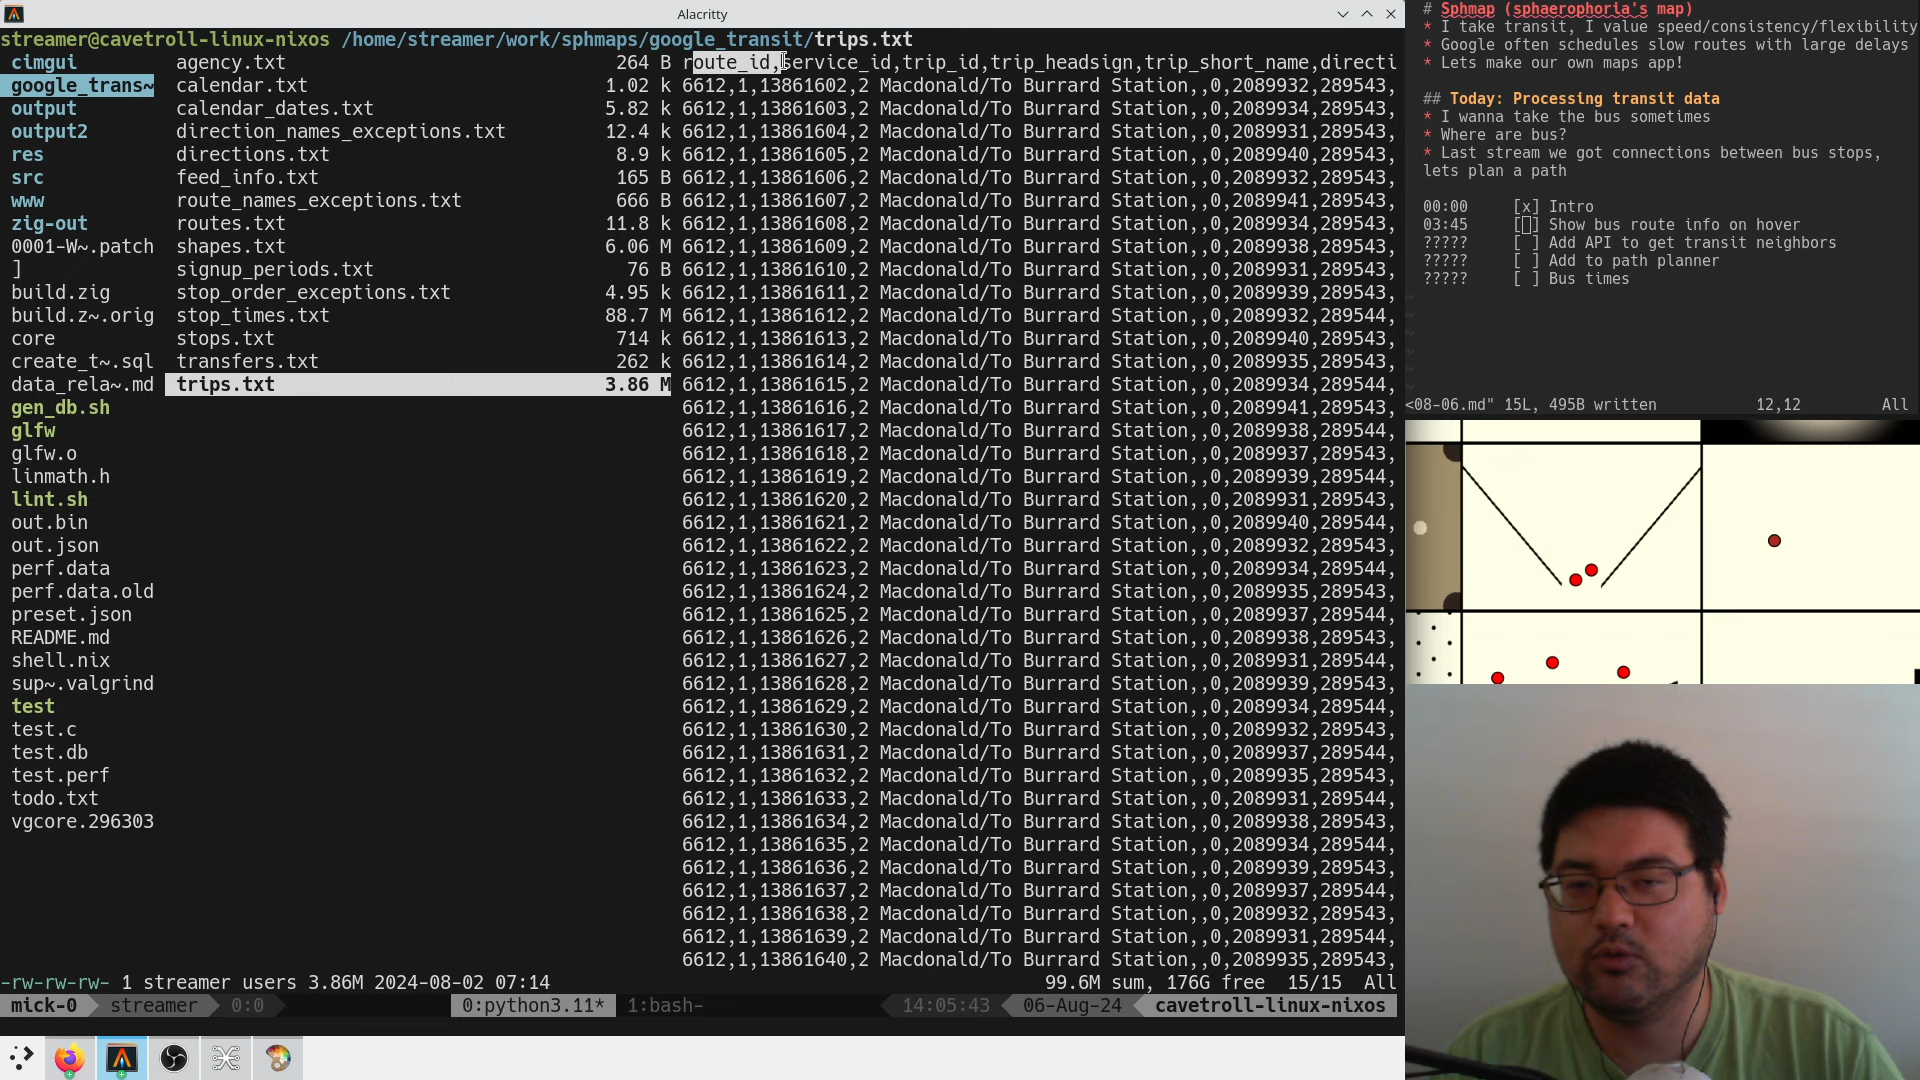 Alacritty
streamer@cavetroll-linux-nixos /home/streamer/work/sphmaps/google_transit/trips.txt
cimgui agency.txt 264 B route_id,service_id,trip_id,trip_headsign,trip_short_name,directi
google_trans~ calendar.txt 1.02 k 6612,1,13861602,2 Macdonald/To Burrard Station,,0,2089932,289543,
output calendar_dates.txt 5.82 k 6612,1,13861603,2 Macdonald/To Burrard Station,,0,2089934,289543,
output2 direction_names_exceptions.txt 12.4 k 6612,1,13861604,2 Macdonald/To Burrard Station,,0,2089931,289543,
res directions.txt 8.9 k 6612,1,13861605,2 Macdonald/To Burrard Station,,0,2089940,289543,
src feed_info.txt 165 B 6612,1,13861606,2 Macdonald/To Burrard Station,,0,2089932,289543,
www route_names_exceptions.txt 666 B 6612,1,13861607,2 Macdonald/To Burrard Station,,0,2089941,289543,
zig-out routes.txt 11.8 k 6612,1,13861608,2 Macdonald/To Burrard Station,,0,2089934,289543,
0001-W~.patch shapes.txt 6.06 M 6612,1,13861609,2 Macdonald/To Burrard Station,,0,2089938,289543,
] signup_periods.txt 76 B 6612,1,13861610,2 Macdonald/To Burrard Station,,0,2089931,289543,
build.zig stop_order_exceptions.txt 4.95 k 6612,1,13861611,2 Macdonald/To Burrard Station,,0,2089939,289543,
build.z~.orig stop_times.txt 88.7 M 6612,1,13861612,2 Macdonald/To Burrard Station,,0,2089932,289544,
core stops.txt 714 k 6612,1,13861613,2 Macdonald/To Burrard Station,,0,2089940,289543,
create_t~.sql transfers.txt 262 k 6612,1,13861614,2 Macdonald/To Burrard Station,,0,2089935,289543,
data_rela~.md trips.txt 3.86 M 6612,1,13861615,2 Macdonald/To Burrard Station,,0,2089934,289544,
gen_db.sh 6612,1,13861616,2 Macdonald/To Burrard Station,,0,2089941,289543,
glfw 6612,1,13861617,2 Macdonald/To Burrard Station,,0,2089938,289544,
glfw.o 6612,1,13861618,2 Macdonald/To Burrard Station,,0,2089937,289543,
linmath.h 6612,1,13861619,2 Macdonald/To Burrard Station,,0,2089939,289544,
lint.sh 6612,1,13861620,2 Macdonald/To Burrard Station,,0,2089931,289543,
out.bin 6612,1,13861621,2 Macdonald/To Burrard Station,,0,2089940,289544,
out.json 6612,1,13861622,2 Macdonald/To Burrard Station,,0,2089932,289543,
perf.data 6612,1,13861623,2 Macdonald/To Burrard Station,,0,2089934,289544,
perf.data.old 6612,1,13861624,2 Macdonald/To Burrard Station,,0,2089935,289543,
preset.json 6612,1,13861625,2 Macdonald/To Burrard Station,,0,2089937,289544,
README.md 6612,1,13861626,2 Macdonald/To Burrard Station,,0,2089938,289543,
shell.nix 6612,1,13861627,2 Macdonald/To Burrard Station,,0,2089931,289544,
sup~.valgrind 6612,1,13861628,2 Macdonald/To Burrard Station,,0,2089939,289543,
test 6612,1,13861629,2 Macdonald/To Burrard Station,,0,2089934,289543,
test.c 6612,1,13861630,2 Macdonald/To Burrard Station,,0,2089932,289543,
test.db 6612,1,13861631,2 Macdonald/To Burrard Station,,0,2089937,289544,
test.perf 6612,1,13861632,2 Macdonald/To Burrard Station,,0,2089935,289543,
todo.txt 6612,1,13861633,2 Macdonald/To Burrard Station,,0,2089931,289544,
vgcore.296303 6612,1,13861634,2 Macdonald/To Burrard Station,,0,2089938,289543,
6612,1,13861635,2 Macdonald/To Burrard Station,,0,2089934,289544,
6612,1,13861636,2 Macdonald/To Burrard Station,,0,2089939,289543,
6612,1,13861637,2 Macdonald/To Burrard Station,,0,2089937,289544,
6612,1,13861638,2 Macdonald/To Burrard Station,,0,2089932,289543,
6612,1,13861639,2 Macdonald/To Burrard Station,,0,2089931,289544,
6612,1,13861640,2 Macdonald/To Burrard Station,,0,2089935,289543,
-rw-rw-rw- 1 streamer users 3.86M 2024-08-02 07:14 99.6M sum, 176G free 15/15 All
mick-0 streamer 0:0 0:python3.11* 1:bash- 14:05:43 06-Aug-24 cavetroll-linux-nixos
# Sphmap (sphaerophoria's map)
* I take transit, I value speed/consistency/flexibility
* Google often schedules slow routes with large delays
* Lets make our own maps app!
## Today: Processing transit data
* I wanna take the bus sometimes
* Where are bus?
* Last stream we got connections between bus stops,
lets plan a path
00:00 [x] Intro
03:45 [ ] Show bus route info on hover
????? [ ] Add API to get transit neighbors
????? [ ] Add to path planner
????? [ ] Bus times
~
~
~
~
~
<08-06.md" 15L, 495B written 12,12 All